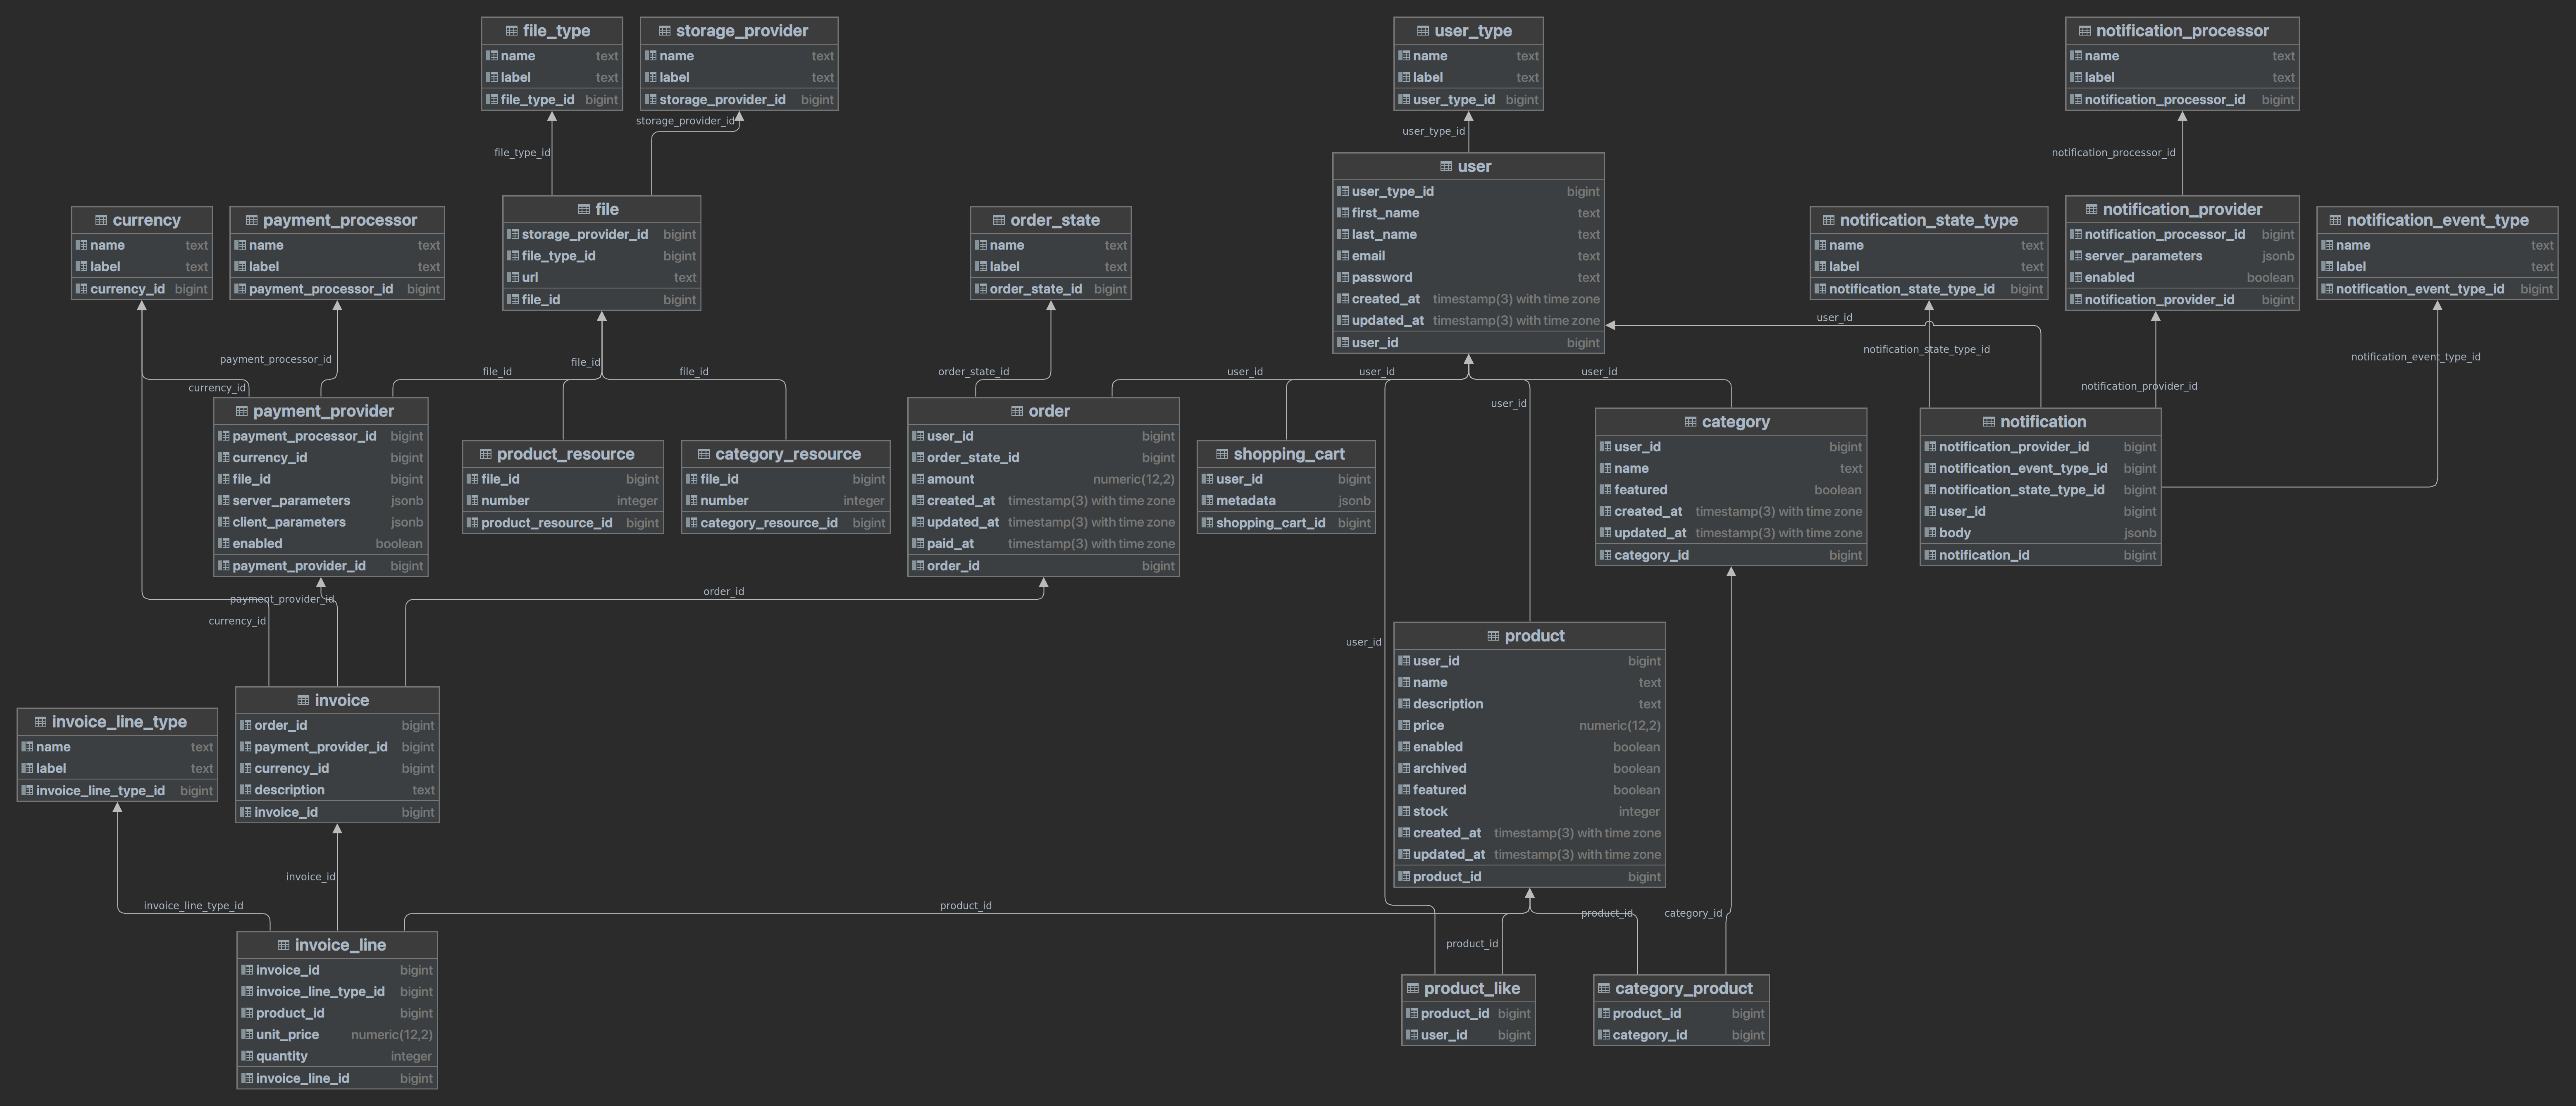 file_type
name text
label text
file_type_id bigint
storage_provider
name text
label text
storage_provider_id bigint
user_type
name text
label text
user_type_id bigint
notification_processor
name text
label text
notification_processor_id bigint
storage_provider_id
file_type_id
user_type_id
notification_processor_id
currency
name text
label text
currency_id bigint
payment_processor
name text
label text
payment_processor_id bigint
file
storage_provider_id bigint
file_type_id bigint
url text
file_id bigint
order_state
name text
label text
order_state_id bigint
user
user_type_id bigint
first_name text
last_name text
email text
password text
created_at timestamp(3) with time zone
updated_at timestamp(3) with time zone
user_id bigint
notification_state_type
name text
label text
notification_state_type_id bigint
notification_provider
notification_processor_id bigint
server_parameters jsonb
enabled boolean
notification_provider_id bigint
notification_event_type
name text
label text
notification_event_type_id bigint
user_id
notification_state_type_id
notification_event_type_id
notification_provider_id
payment_processor_id
currency_id
file_id
file_id
file_id
order_state_id
user_id
user_id
user_id
user_id
payment_provider
payment_processor_id bigint
currency_id bigint
file_id bigint
server_parameters jsonb
client_parameters jsonb
enabled boolean
payment_provider_id bigint
product_resource
file_id bigint
number integer
product_resource_id bigint
category_resource
file_id bigint
number integer
category_resource_id bigint
order
user_id bigint
order_state_id bigint
amount numeric(12,2)
created_at timestamp(3) with time zone
updated_at timestamp(3) with time zone
paid_at timestamp(3) with time zone
order_id bigint
shopping_cart
user_id bigint
metadata jsonb
shopping_cart_id bigint
category
user_id bigint
name text
featured boolean
created_at timestamp(3) with time zone
updated_at timestamp(3) with time zone
category_id bigint
notification
notification_provider_id bigint
notification_event_type_id bigint
notification_state_type_id bigint
user_id bigint
body jsonb
notification_id bigint
payment_provider_id
currency_id
order_id
user_id
invoice_line_type
name text
label text
invoice_line_type_id bigint
invoice
order_id bigint
payment_provider_id bigint
currency_id bigint
description text
invoice_id bigint
product
user_id bigint
name text
description text
price numeric(12,2)
enabled boolean
archived boolean
featured boolean
stock integer
created_at timestamp(3) with time zone
updated_at timestamp(3) with time zone
product_id bigint
invoice_id
invoice_line_type_id
product_id
product_id
product_id
category_id
invoice_line
invoice_id bigint
invoice_line_type_id bigint
product_id bigint
unit_price numeric(12,2)
quantity integer
invoice_line_id bigint
product_like
product_id bigint
user_id bigint
category_product
product_id bigint
category_id bigint